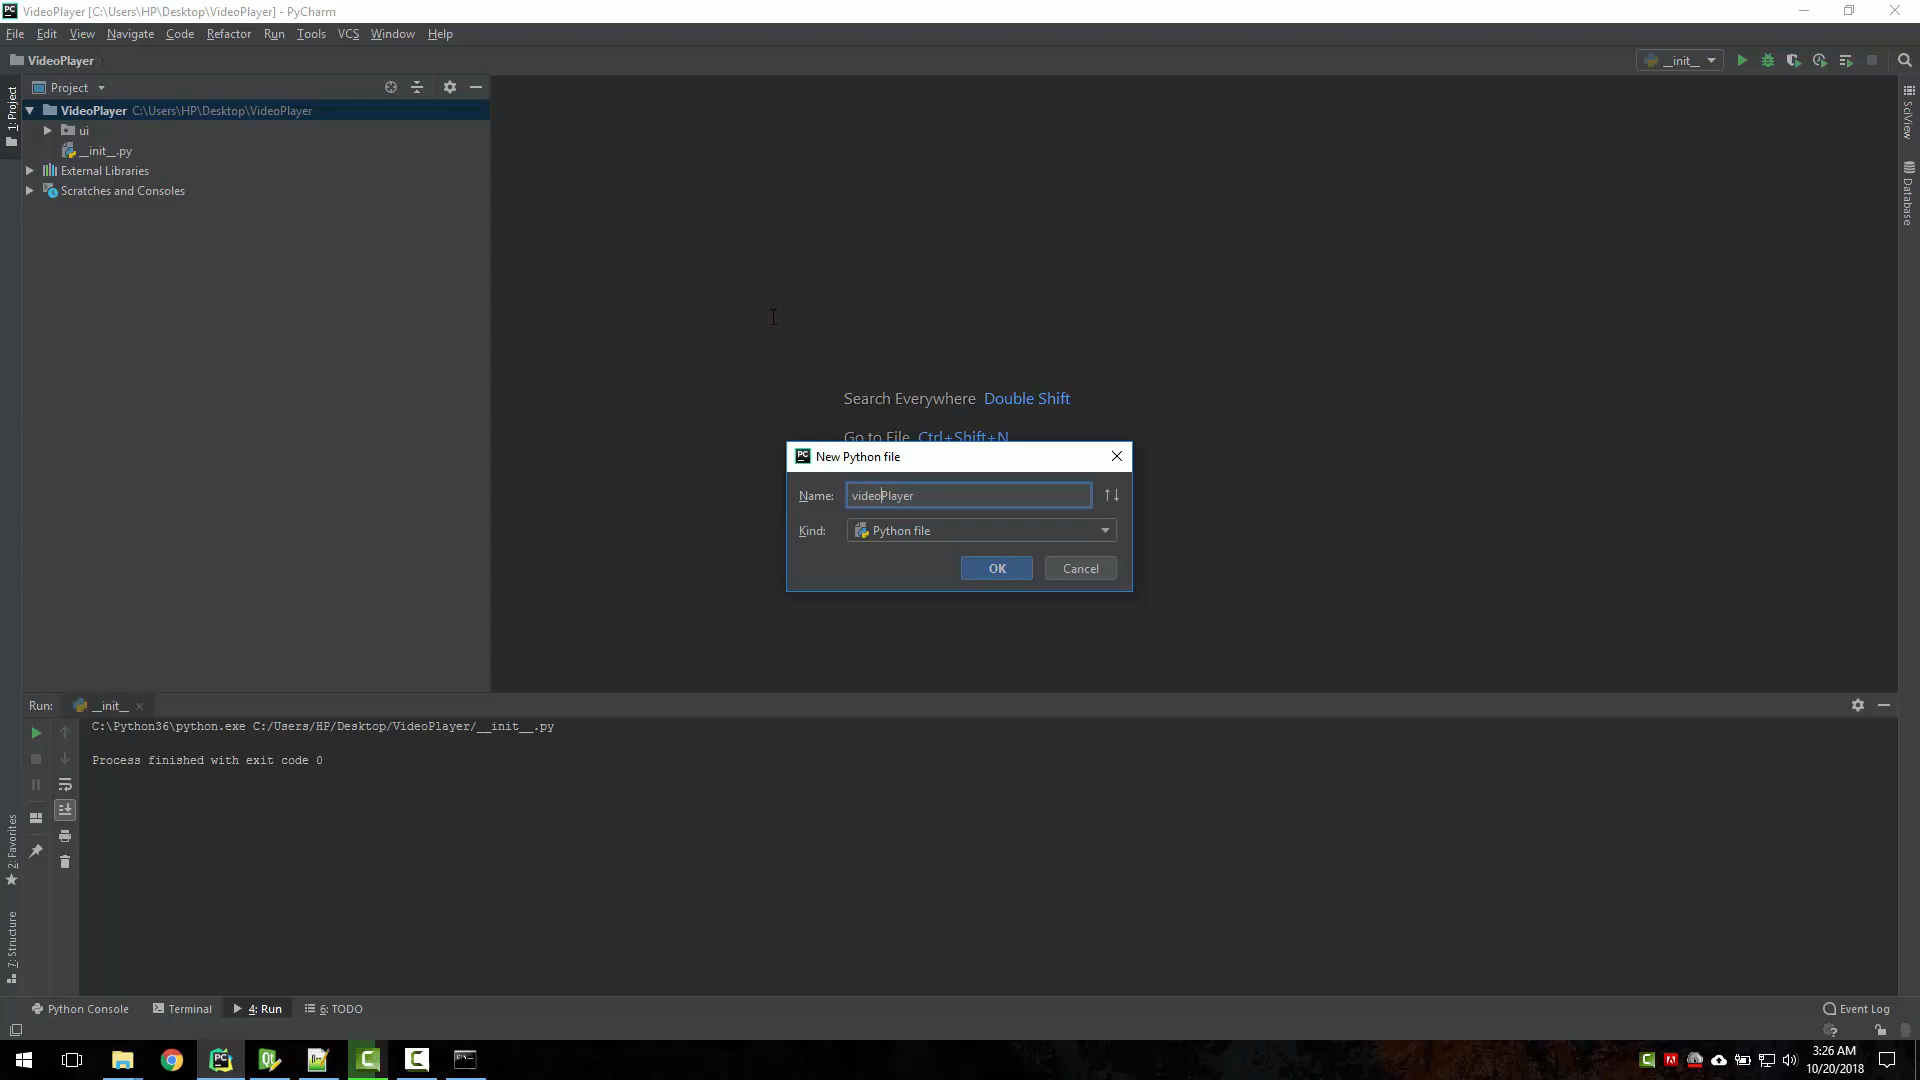 VideoPlayer [C:\Users\HP\Desktop\VideoPlayer] - PyCharm
File Edit View Navigate Code Refactor Run Tools VCS Window Help
VideoPlayer
__init__
Project
1: Project
VideoPlayer C:\Users\HP\Desktop\VideoPlayer
ui
__init__.py
External Libraries
Scratches and Consoles
SciView
Database
Search Everywhere Double Shift
Go to File Ctrl+Shift+N
New Python file
Name: videoPlayer
Kind: Python file
OK Cancel
Run: __init__
C:\Python36\python.exe C:/Users/HP/Desktop/VideoPlayer/__init__.py
Process finished with exit code 0
2: Favorites
7: Structure
Python Console Terminal 4: Run 6: TODO Event Log
3:26 AM
10/20/2018